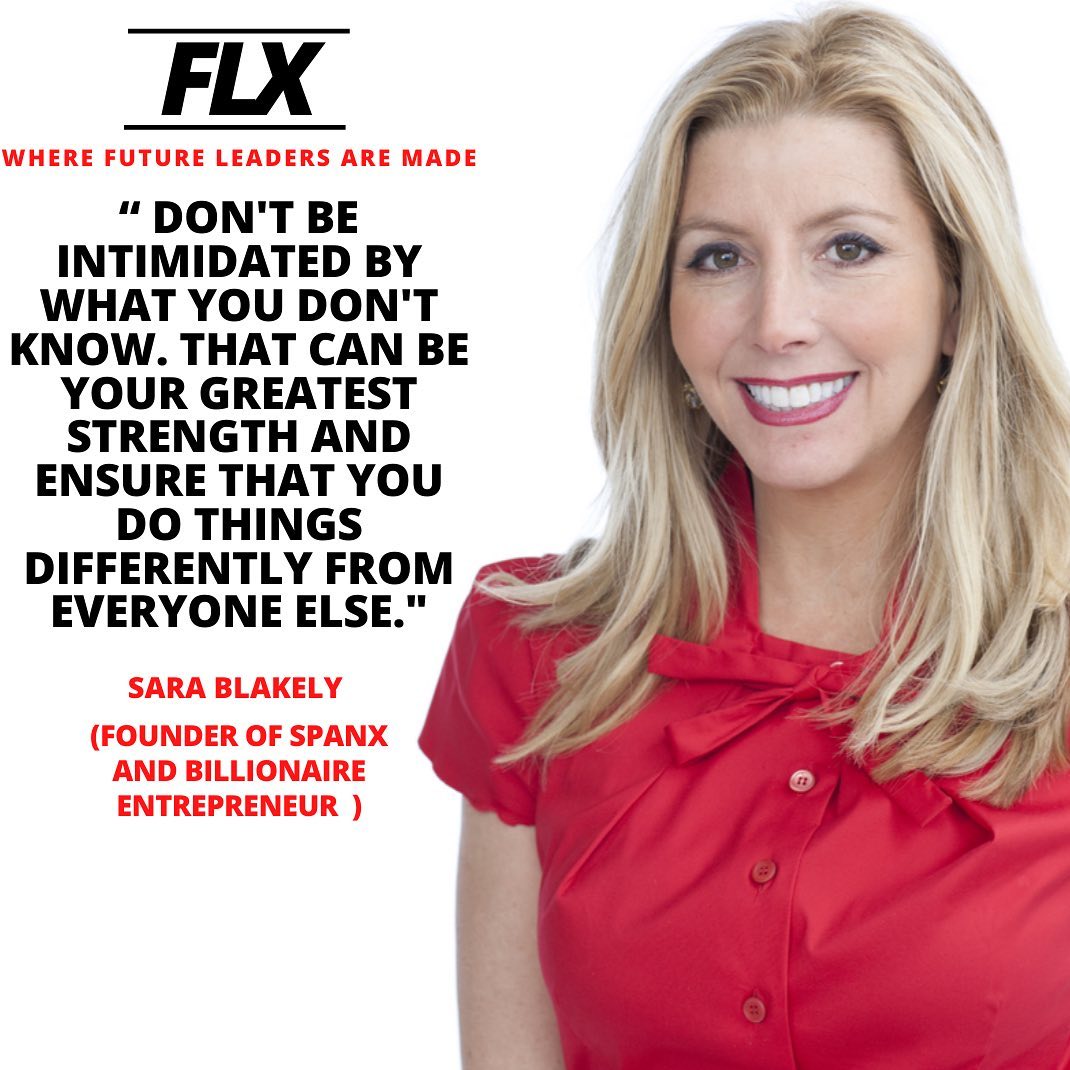 FLX
WHERE FUTURE LEADERS ARE MADE
“ DON'T BE
INTIMIDATED BY
WHAT YOU DON'T
KNOW. THAT CAN BE
YOUR GREATEST
STRENGTH AND
ENSURE THAT YOU
DO THINGS
DIFFERENTLY FROM
EVERYONE ELSE."
SARA BLAKELY
(FOUNDER OF SPANX
AND BILLIONAIRE
ENTREPRENEUR )